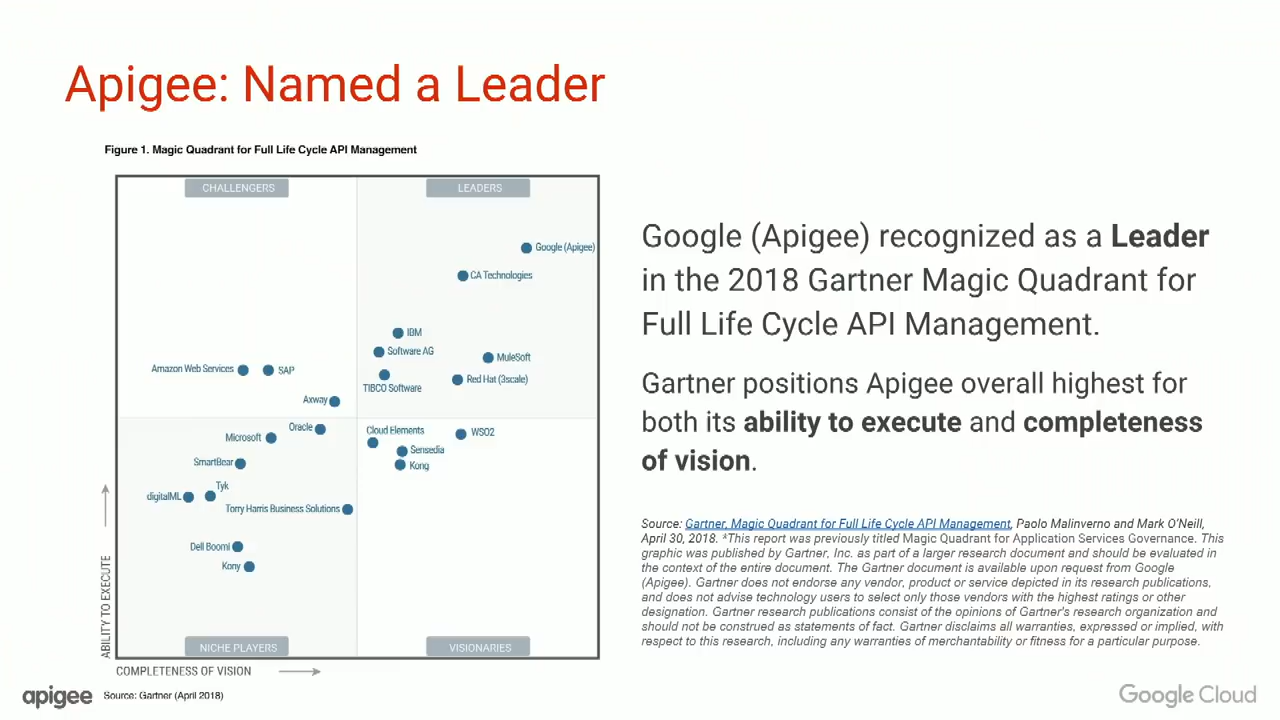 Apigee: Named a Leader
Figure 1. Magic Quadrant for Full Life Cycle API Management
CHALLENGERS
LEADERS
Google (Apigee)
CA Technologies
IBM
Software AG
MuleSoft
TIBCO Software
Red Hat (3scale)
Amazon Web Services
SAP
Axway
Oracle
Microsoft
Cloud Elements
WSO2
Sensedia
Kong
SmartBear
Tyk
digitalML
Torry Harris Business Solutions
Dell Boomi
Kony
NICHE PLAYERS
VISIONARIES
ABILITY TO EXECUTE
COMPLETENESS OF VISION
Source: Gartner (April 2018)
Google (Apigee) recognized as a Leader
in the 2018 Gartner Magic Quadrant for
Full Life Cycle API Management.
Gartner positions Apigee overall highest for
both its ability to execute and completeness
of vision.
Source: Gartner, Magic Quadrant for Full Life Cycle API Management, Paolo Malinverno and Mark O'Neill,
April 30, 2018. *This report was previously titled Magic Quadrant for Application Services Governance. This
graphic was published by Gartner, Inc. as part of a larger research document and should be evaluated in
the context of the entire document. The Gartner document is available upon request from Google
(Apigee). Gartner does not endorse any vendor, product or service depicted in its research publications,
and does not advise technology users to select only those vendors with the highest ratings or other
designation. Gartner research publications consist of the opinions of Gartner's research organization and
should not be construed as statements of fact. Gartner disclaims all warranties, expressed or implied, with
respect to this research, including any warranties of merchantability or fitness for a particular purpose.
apigee
Google Cloud